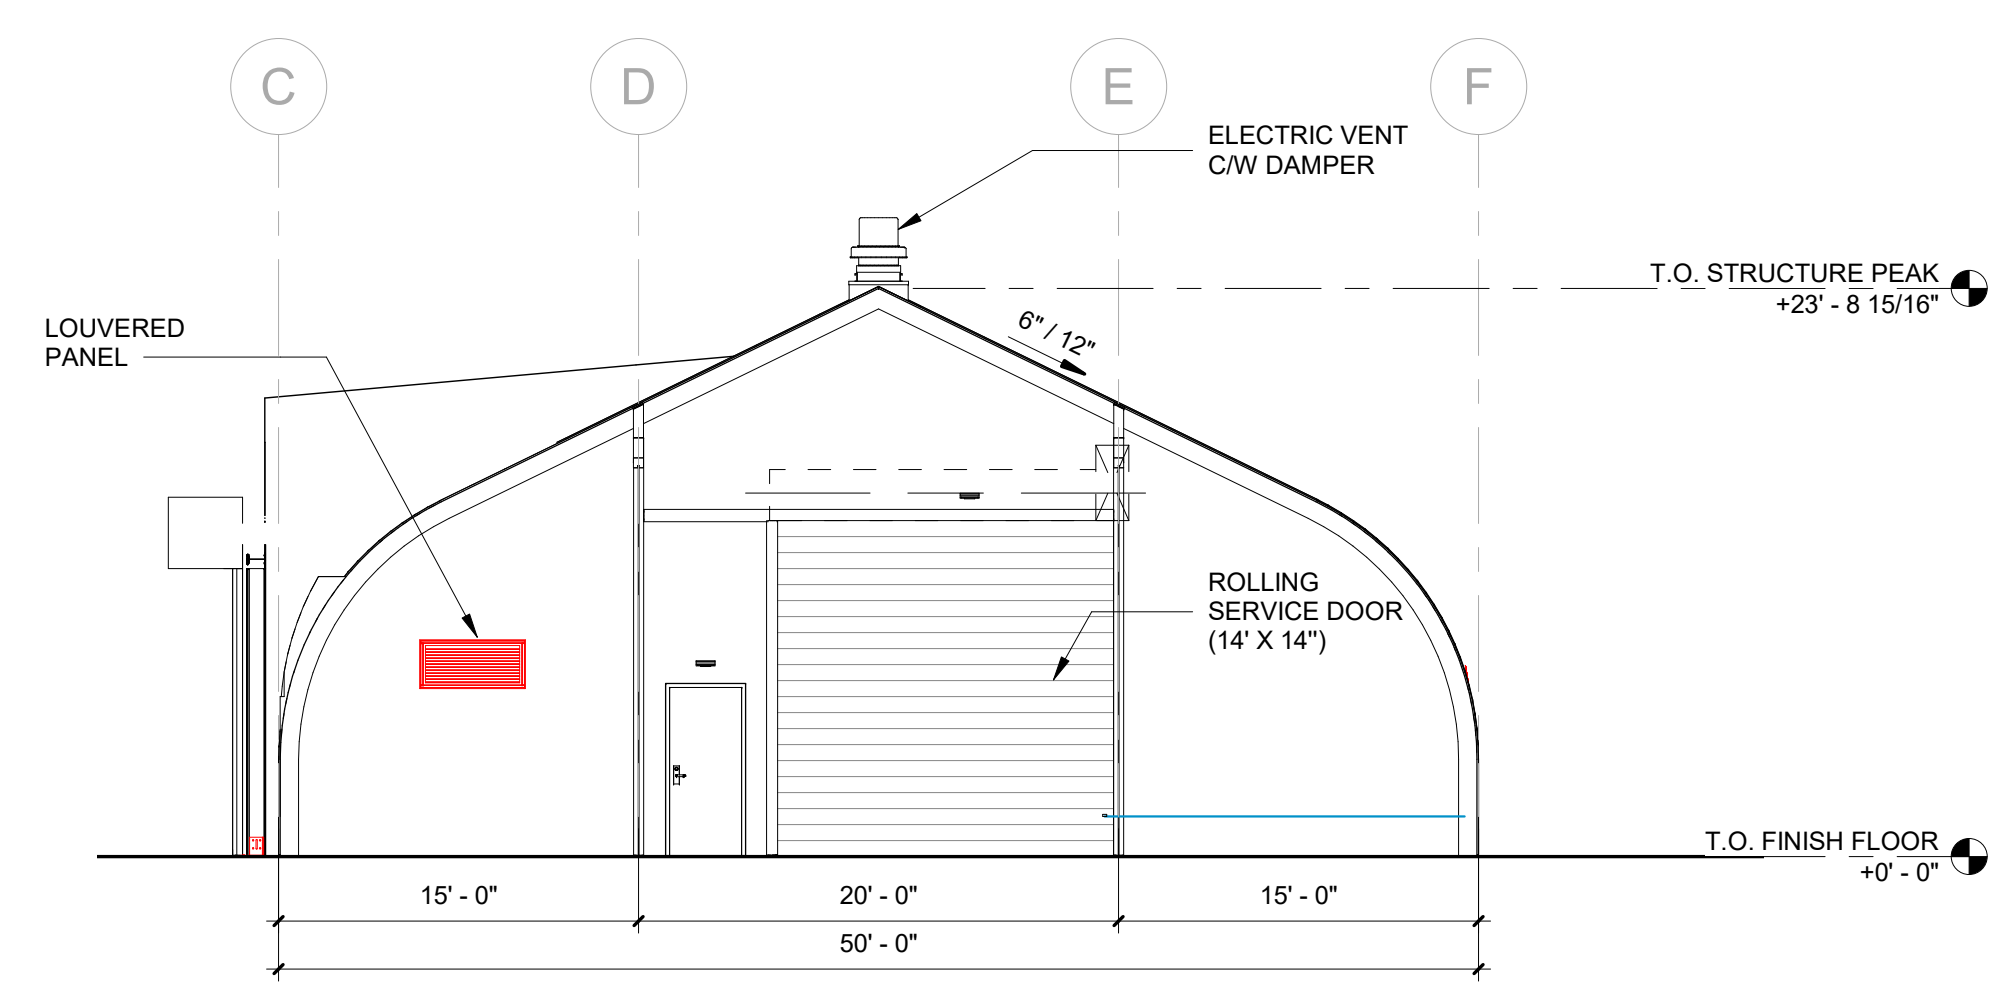 C
D
E
F
ELECTRIC VENT
C/W DAMPER
T.O. STRUCTURE PEAK
+23' - 8 15/16"
6" / 12"
LOUVERED
PANEL
ROLLING
SERVICE DOOR
(14' X 14")
T.O. FINISH FLOOR
+0' - 0"
15' - 0"
20' - 0"
15' - 0"
50' - 0"